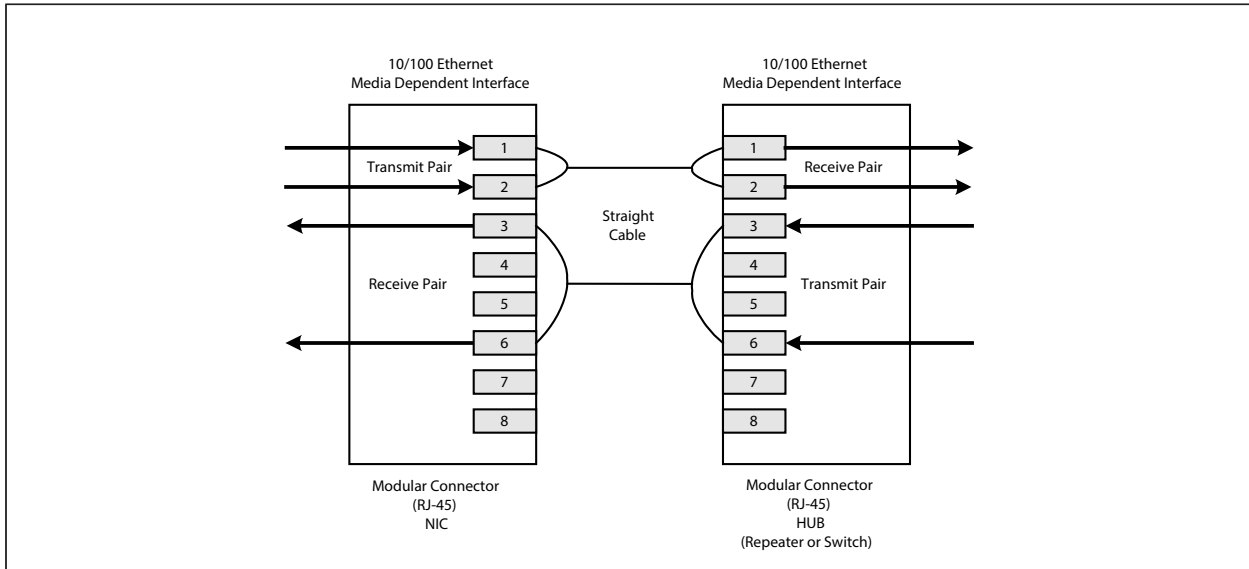 10/100 Ethernet
Media Dependent Interface
1
Transmit Pair
2
3
4
Receive Pair
5
6
7
8
Modular Connector
(RJ-45)
NIC
Straight
Cable
10/100 Ethernet
Media Dependent Interface
1
Receive Pair
2
3
4
Transmit Pair
5
6
7
8
Modular Connector
(RJ-45)
HUB
(Repeater or Switch)